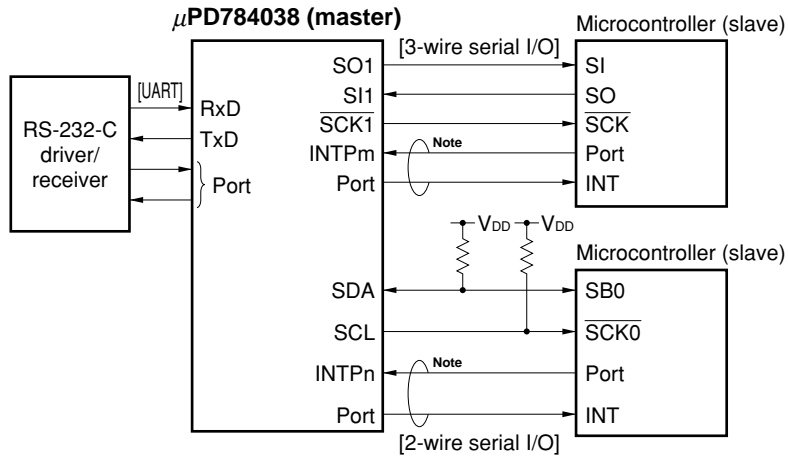 μPD784038 (master)
Microcontroller (slave)
[3-wire serial I/O]
SO1
SI
[UART]
RxD
SI1
SO
RS-232-C
driver/
receiver
TxD
SCK1
SCK
INTPm
Note
Port
Port
Port
INT
VDD
VDD
Microcontroller (slave)
SDA
SB0
SCL
SCK0
INTPn
Note
Port
Port
INT
[2-wire serial I/O]